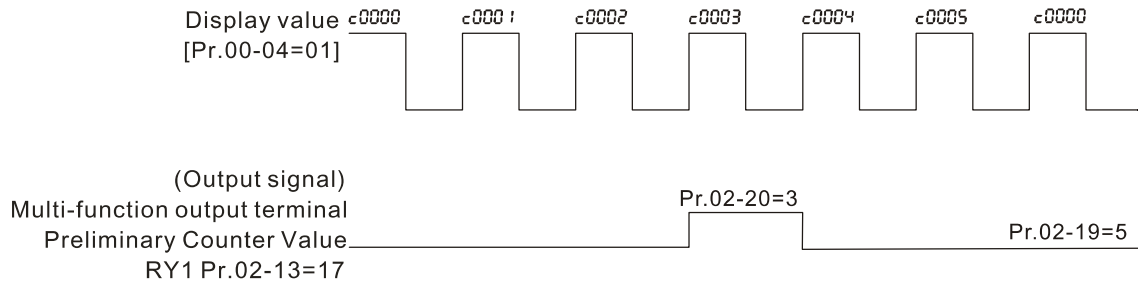 Display value c0000 c0001 c0002 c0003 c0004 c0005 c0000
[Pr.00-04=01]
(Output signal)
Multi-function output terminal
Pr.02-20=3
Preliminary Counter Value
Pr.02-19=5
RY1 Pr.02-13=17